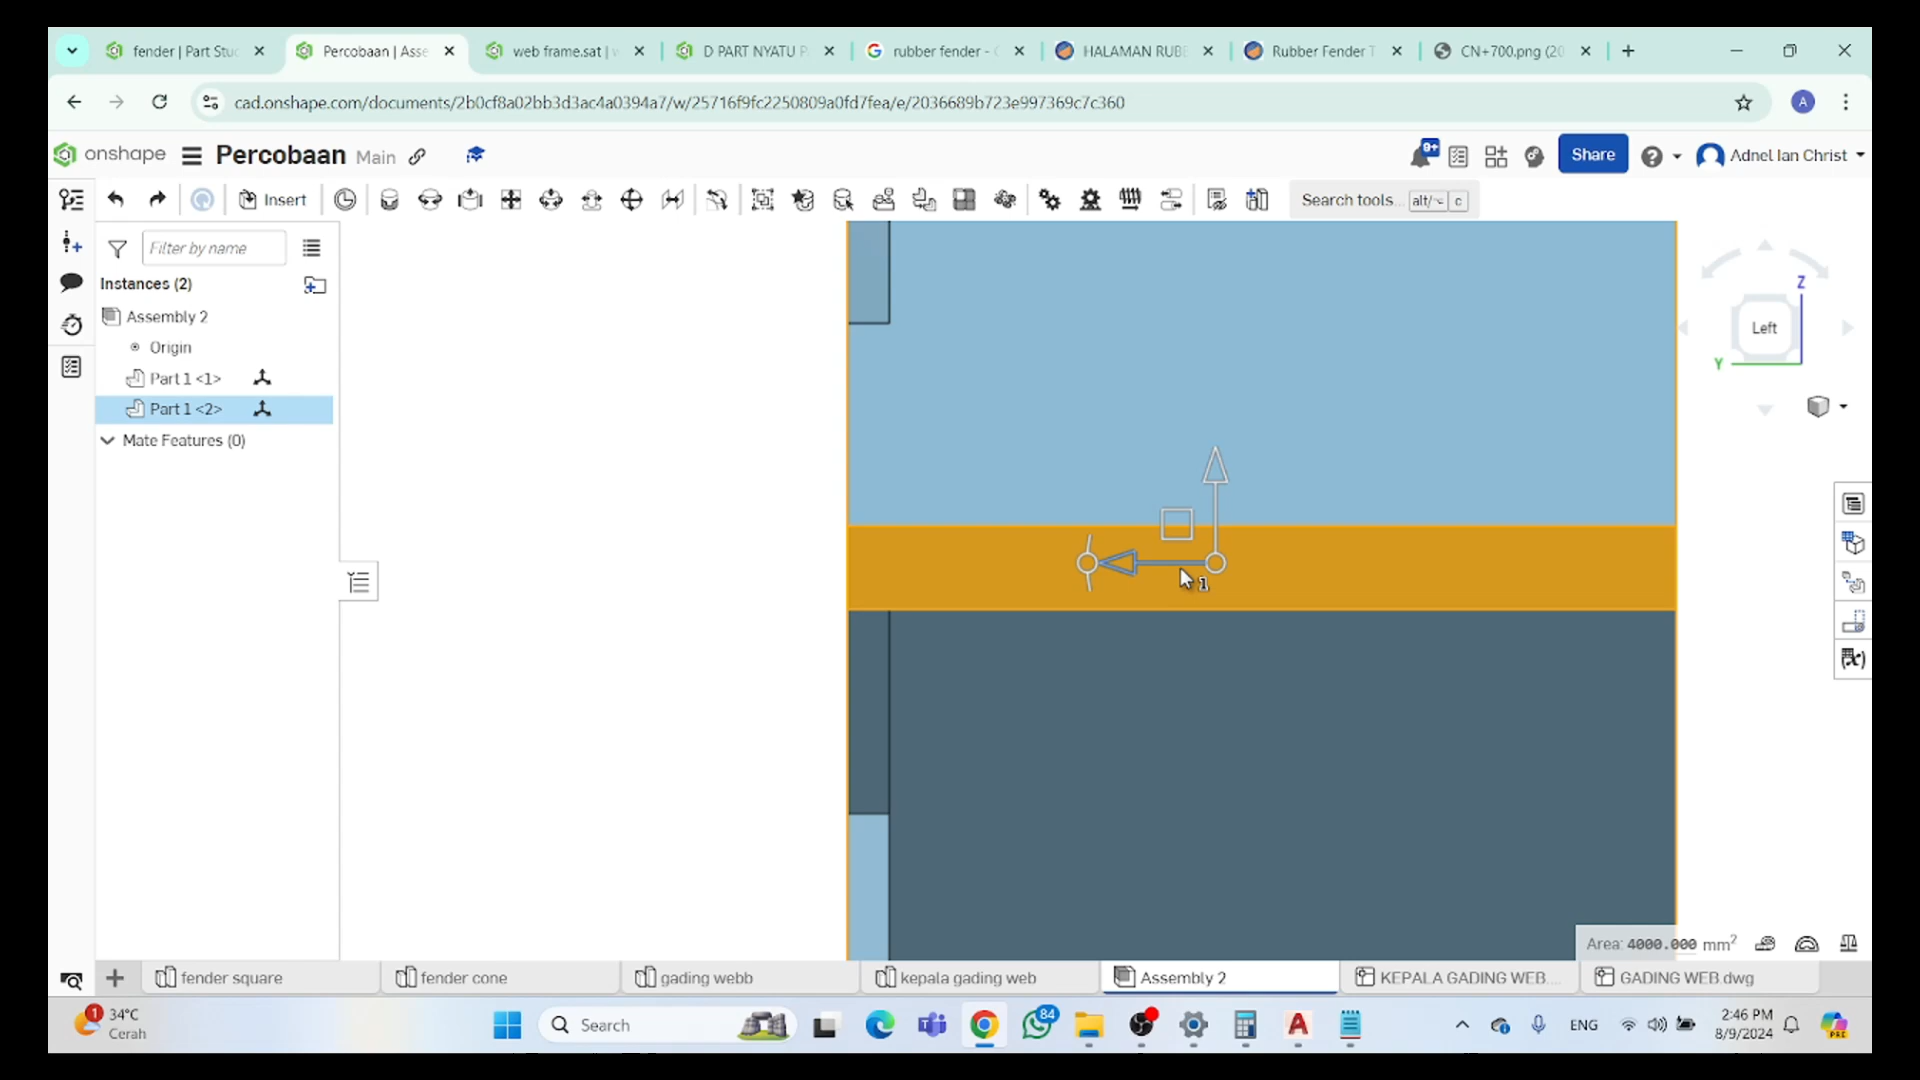 fender | Part Stu
Percobaan | Asse
web frame.sat | w
D PART NYATU P
rubber fender - G
HALAMAN RUB
Rubber Fender T
CN+700.png (20
cad.onshape.com/documents/2b0cf8a02bb3d3ac4a0394a7/w/25716f9fc2250809a0fd7fea/e/2036689b723e997369c7c360
A
onshape
Percobaan
Main
9+
Share
Adnel Ian Christ
Insert
Search tools...
alt/⌥
c
Filter by name
Instances (2)
Assembly 2
Origin
Part 1 <1>
Part 1 <2>
Mate Features (0)
1
Z
Left
Y
(x)
Area: 4000.000 mm²
fender square
fender cone
gading webb
kepala gading web
Assembly 2
KEPALA GADING WEB....
GADING WEB.dwg
1
34°C
Cerah
Search
84
ENG
2:46 PM
8/9/2024
PRE